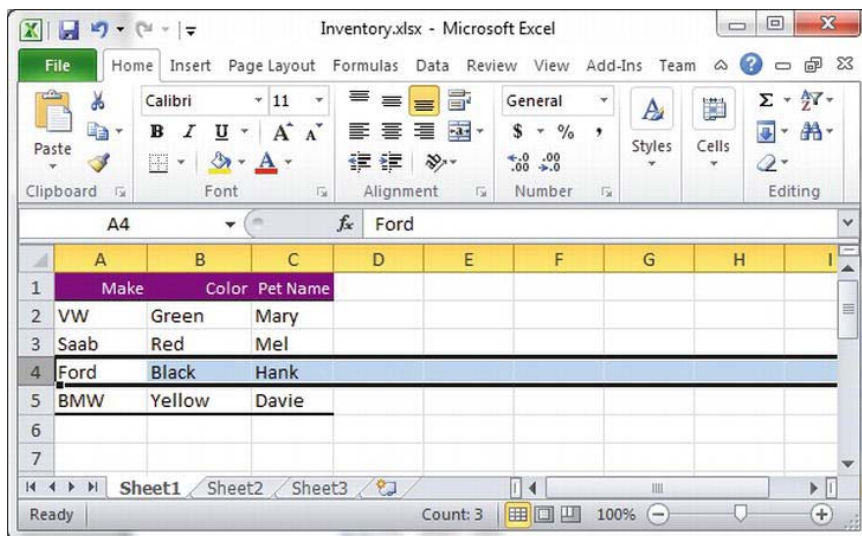 Inventory.xlsx - Microsoft Excel
File Home Insert Page Layout Formulas Data Review View Add-Ins Team
Calibri 11 General
B I U A A $ % ,
Paste Styles Cells
A .00 .0
Clipboard Font Alignment Number Editing
A4 fx Ford
A B C D E F G H I
1 Make Color Pet Name
2 VW Green Mary
3 Saab Red Mel
4 Ford Black Hank
5 BMW Yellow Davie
6
7
Sheet1 Sheet2 Sheet3
Ready Count: 3 100%